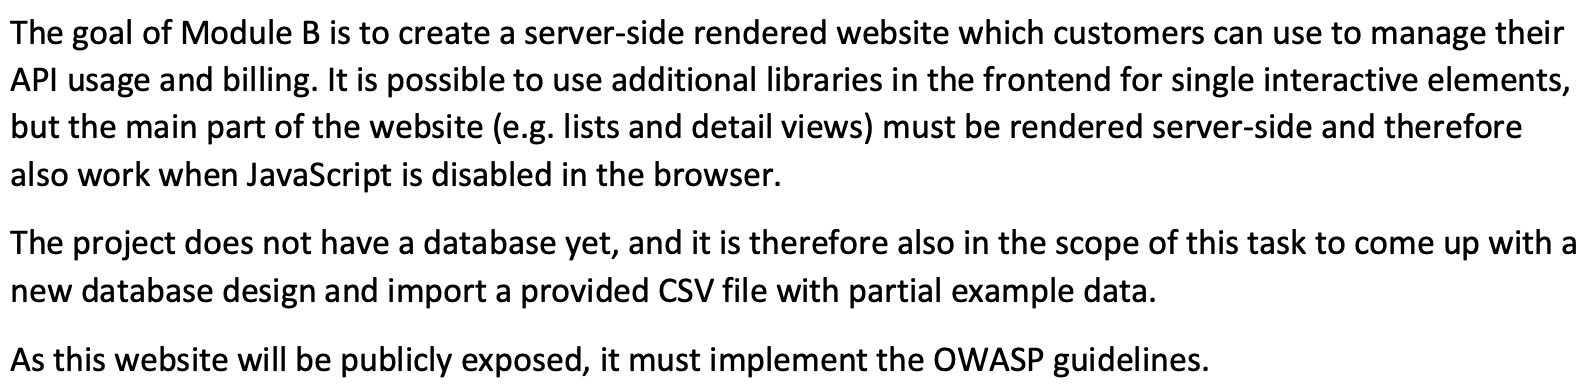 The goal of Module B is to create a server-side rendered website which customers can use to manage their
API usage and billing. It is possible to use additional libraries in the frontend for single interactive elements,
but the main part of the website (e.g. lists and detail views) must be rendered server-side and therefore
also work when JavaScript is disabled in the browser.
The project does not have a database yet, and it is therefore also in the scope of this task to come up with a
new database design and import a provided CSV file with partial example data.
As this website will be publicly exposed, it must implement the OWASP guidelines.